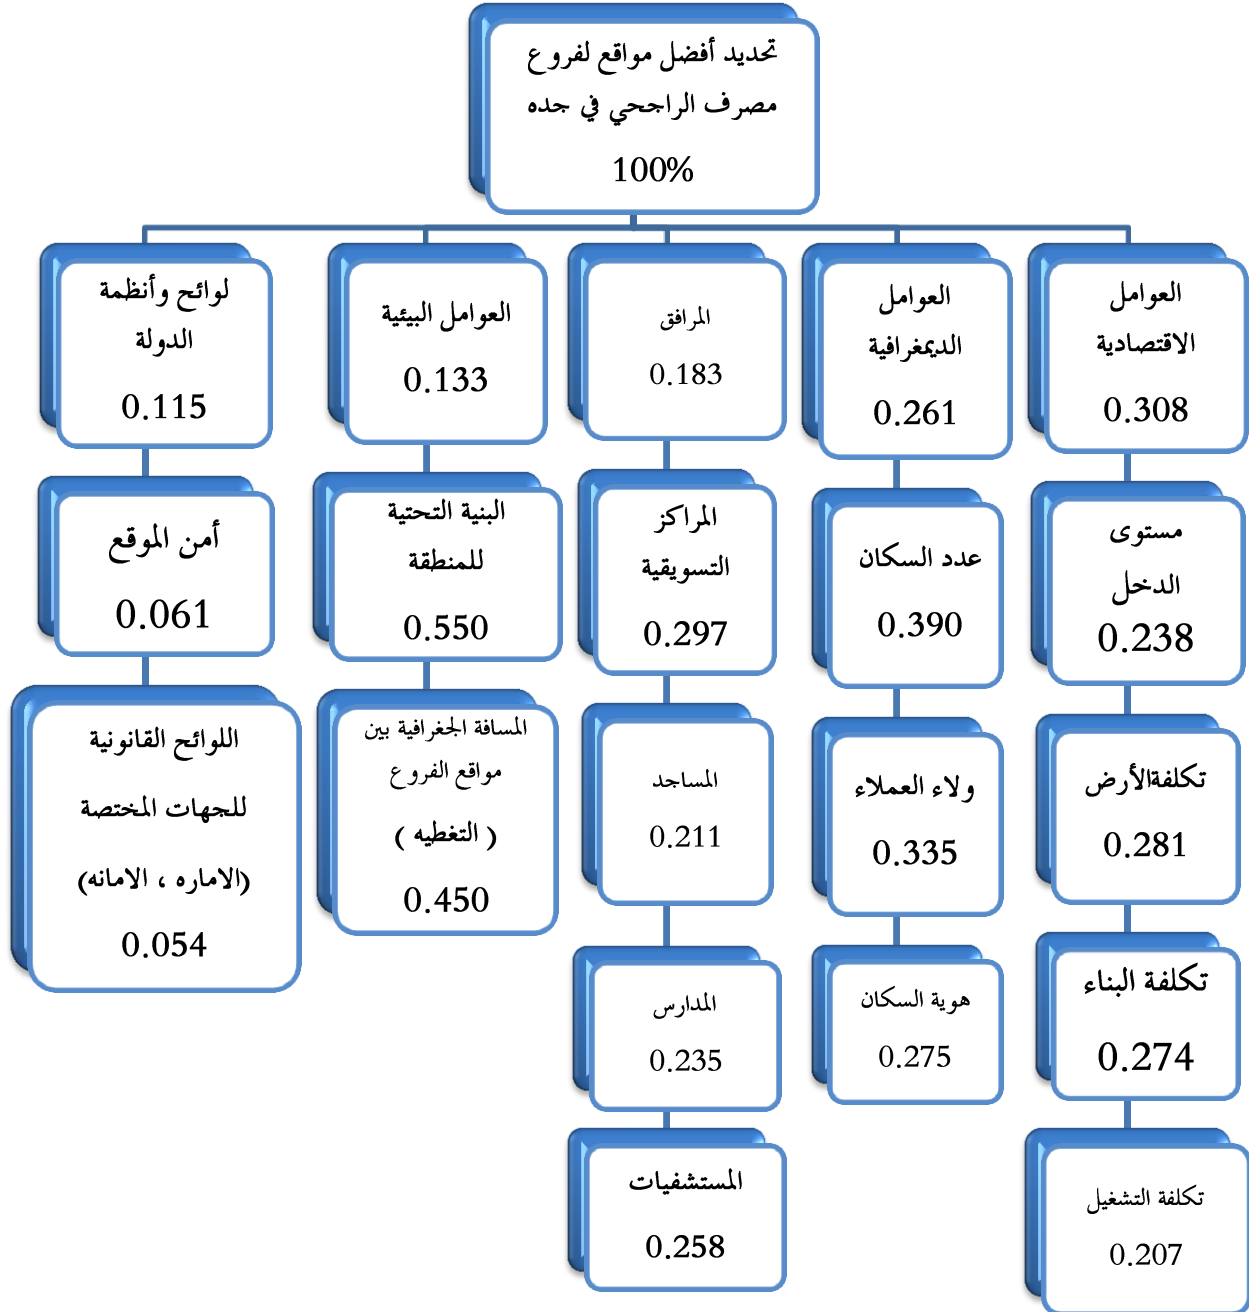 تحديد أفضل مواقع لفروع
مصرف الراجحي في جده
100%
العوامل
الاقتصادية
0.308
مستوى
الدخل
0.238
تكلفةالأرض
0.281
تكلفة البناء
0.274
تكلفة التشغيل
0.207
العوامل
الديمغرافية
0.261
عدد السكان
0.390
ولاء العملاء
0.335
هوية السكان
0.275
المرافق
0.183
المراكز
التسويقية
0.297
المساجد
0.211
المدارس
0.235
المستشفيات
0.258
العوامل البيئية
0.133
البنية التحتية
للمنطقة
0.550
المسافة الجغرافية بين
مواقع الفروع
( التغطيه )
0.450
لوائح وأنظمة
الدولة
0.115
أمن الموقع
0.061
اللوائح القانونية
للجهات المختصة
(الاماره ، الامانه)
0.054